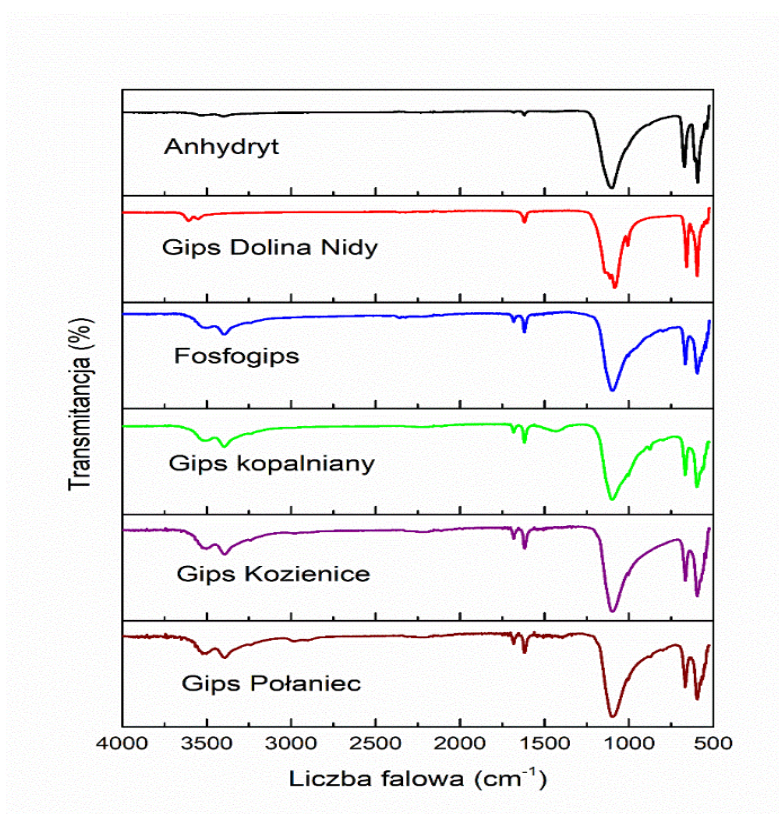 Anhydryt
Gips Dolina Nidy
Fosfogips
Gips kopalniany
Gips Kozienice
Gips Połaniec
Transmitancja (%)
4000 3500 3000 2500 2000 1500 1000 500
Liczba falowa (cm⁻¹)